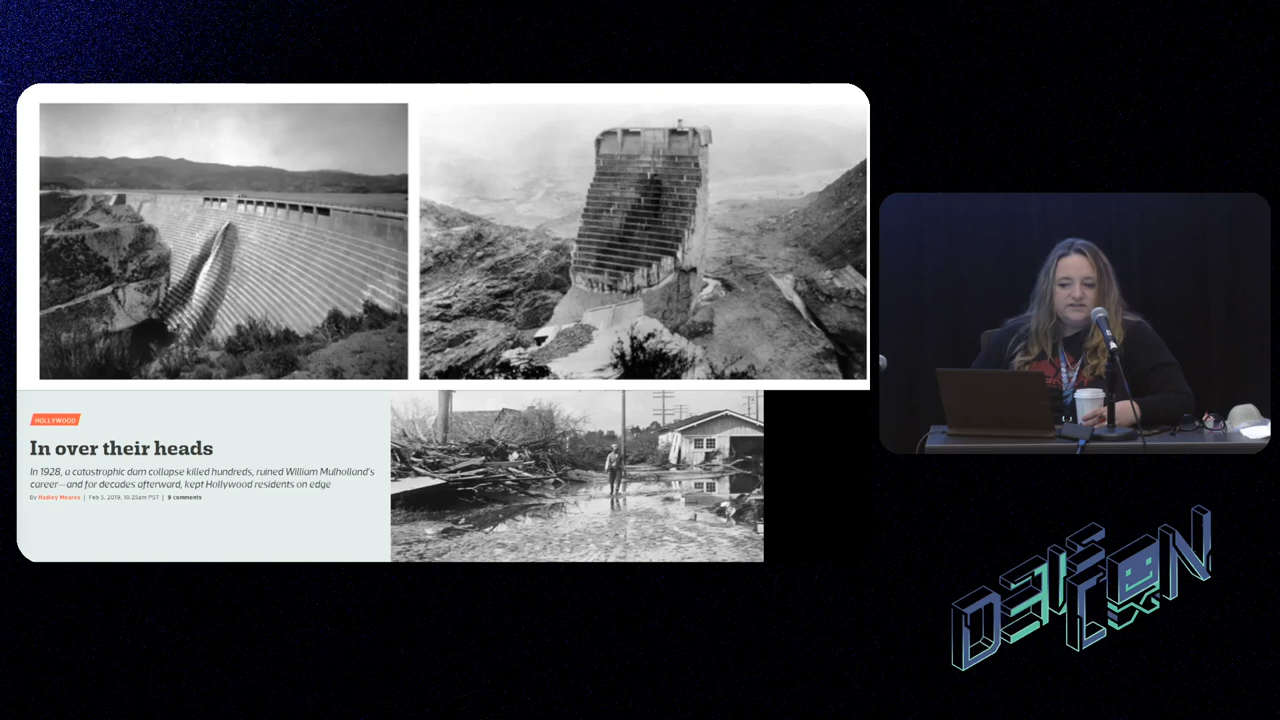 HOLLYWOOD
In over their heads
In 1928, a catastrophic dam collapse killed hundreds, ruined William Mulholland's
career—and for decades afterward, kept Hollywood residents on edge
By Hadley Meares | Feb 5, 2019, 10:25am PST | 9 comments
DEF
CON